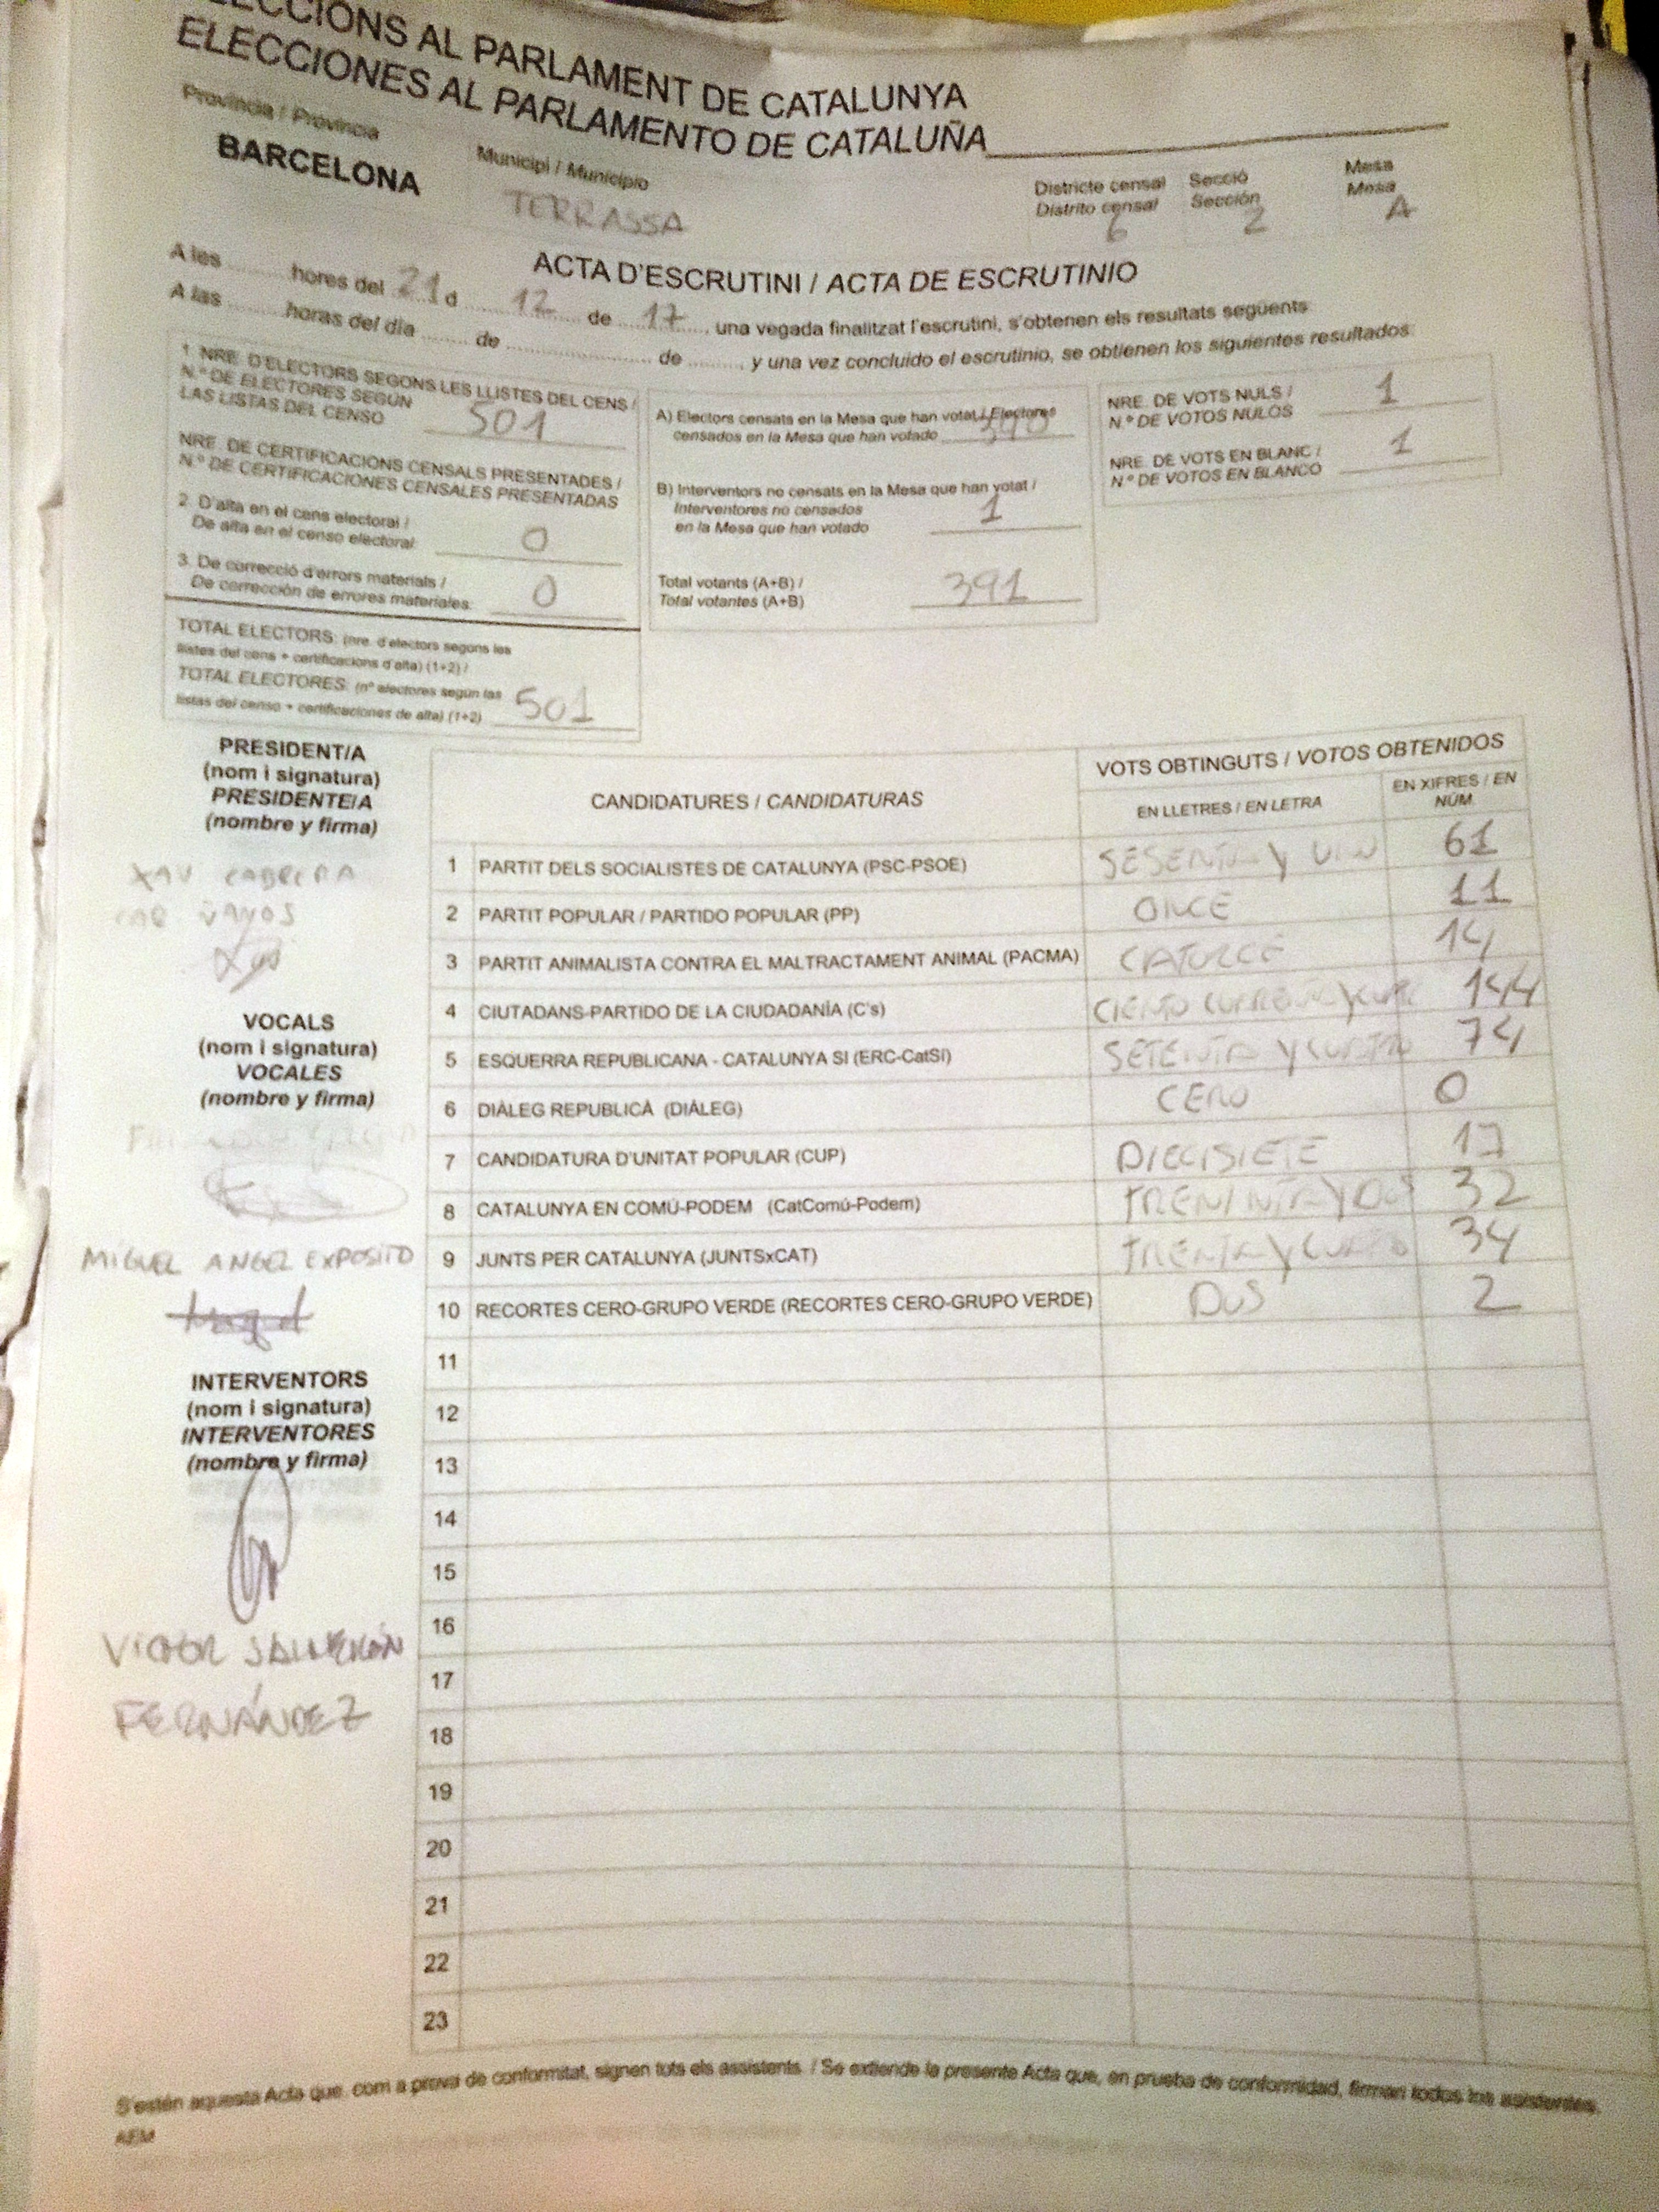 ELECCIONS AL PARLAMENT DE CATALUNYA
ELECCIONES AL PARLAMENTO DE CATALUÑA
Província / Provincia
BARCELONA
Municipi / Municipio
TERRASSA
Districte censal
Distrito censal
6
Secció
Sección
2
Mesa
Mesa
A
ACTA D'ESCRUTINI / ACTA DE ESCRUTINIO
A les hores del 21 d 12 de 17, una vegada finalitzat l'escrutini, s'obtenen els resultats següents
A las horas del día de de y una vez concluido el escrutinio, se obtienen los siguientes resultados
1. NRE. D'ELECTORS SEGONS LES LLISTES DEL CENS /
N.º DE ELECTORES SEGÚN
LAS LISTAS DEL CENSO 501
NRE. DE CERTIFICACIONS CENSALS PRESENTADES /
N.º DE CERTIFICACIONES CENSALES PRESENTADAS
2. D'alta en el cens electoral /
De alta en el censo electoral 0
3. De correcció d'errors materials /
De corrección de errores materiales 0
TOTAL ELECTORS: (nre. d'electors segons les
llistes del cens + certificacions d'alta) (1+2) /
TOTAL ELECTORES: (nº electores según las
listas del censo + certificaciones de alta) (1+2) 501
A) Electors censats en la Mesa que han votat / Electores
censados en la Mesa que han votado 390
B) Interventors no censats en la Mesa que han votat /
Interventores no censados
en la Mesa que han votado 1
Total votants (A+B) /
Total votantes (A+B) 391
NRE. DE VOTS NULS /
N.º DE VOTOS NULOS 1
NRE. DE VOTS EN BLANC /
N.º DE VOTOS EN BLANCO 1
PRESIDENT/A
(nom i signatura)
PRESIDENTE/A
(nombre y firma)
VOCALS
(nom i signatura)
VOCALES
(nombre y firma)
MIGUEL ANGEL EXPOSITO
INTERVENTORS
(nom i signatura)
INTERVENTORES
(nombre y firma)
VICTOR
FERNÁNDEZ
CANDIDATURES / CANDIDATURAS
VOTS OBTINGUTS / VOTOS OBTENIDOS
EN LLETRES / EN LETRA
EN XIFRES / EN NÚM.
1 PARTIT DELS SOCIALISTES DE CATALUNYA (PSC-PSOE) SESENTA Y UNO 61
2 PARTIT POPULAR / PARTIDO POPULAR (PP) ONCE 11
3 PARTIT ANIMALISTA CONTRA EL MALTRACTAMENT ANIMAL (PACMA) CATORCE 14
4 CIUTADANS-PARTIDO DE LA CIUDADANÍA (C's) CIENTO CUARENTA Y CUATRO 144
5 ESQUERRA REPUBLICANA - CATALUNYA SÍ (ERC-CatSí) SETENTA Y CUATRO 74
6 DIÀLEG REPUBLICÀ (DIÀLEG) CERO 0
7 CANDIDATURA D'UNITAT POPULAR (CUP) DIECISIETE 17
8 CATALUNYA EN COMÚ-PODEM (CatComú-Podem) TREINTA Y DOS 32
9 JUNTS PER CATALUNYA (JUNTSxCAT) TREINTA Y CUATRO 34
10 RECORTES CERO-GRUPO VERDE (RECORTES CERO-GRUPO VERDE) DOS 2
11
12
13
14
15
16
17
18
19
20
21
22
23
S'estén aquesta Acta que, com a prova de conformitat, signen tots els assistents. / Se extiende la presente Acta que, en prueba de conformidad, firman todos los asistentes.